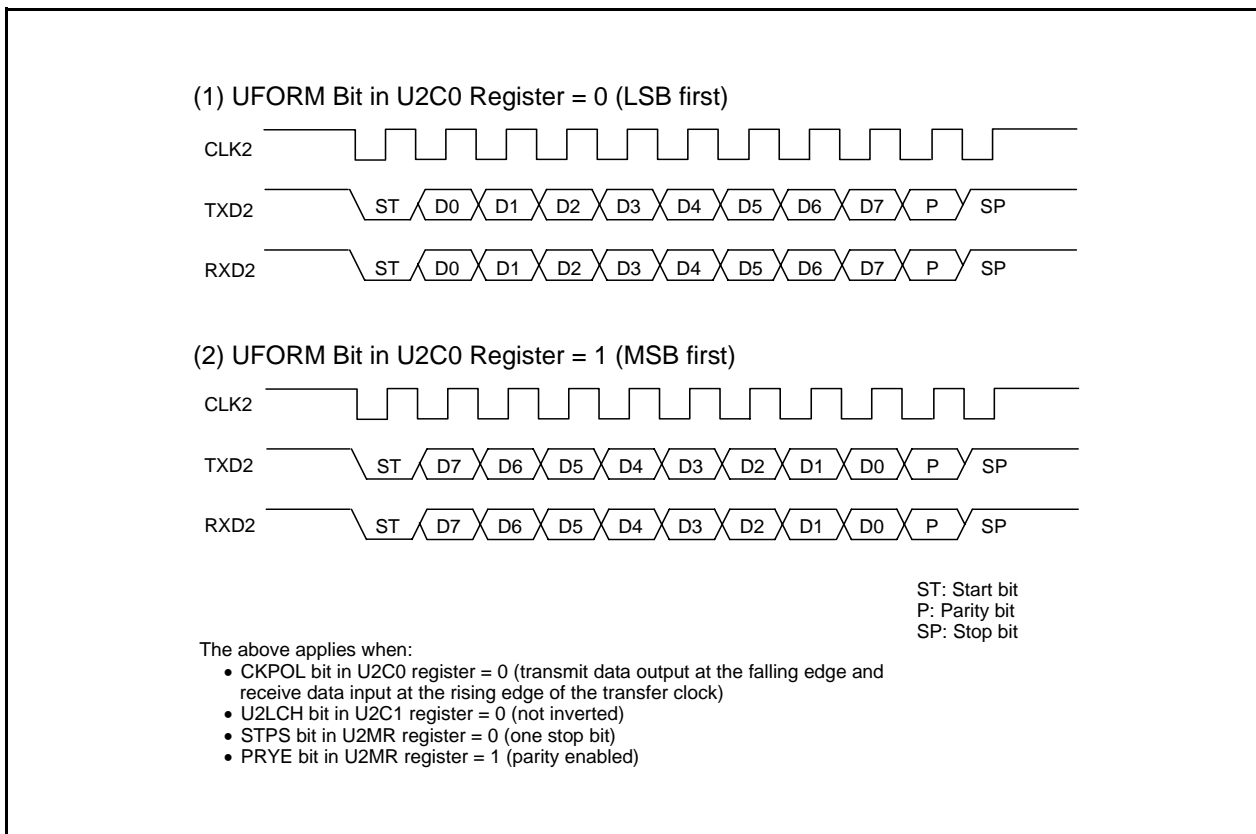 (1) UFORM Bit in U2C0 Register = 0 (LSB first)
CLK2
TXD2 ST D0 D1 D2 D3 D4 D5 D6 D7 P SP
RXD2 ST D0 D1 D2 D3 D4 D5 D6 D7 P SP
(2) UFORM Bit in U2C0 Register = 1 (MSB first)
CLK2
TXD2 ST D7 D6 D5 D4 D3 D2 D1 D0 P SP
RXD2 ST D7 D6 D5 D4 D3 D2 D1 D0 P SP
ST: Start bit
P: Parity bit
SP: Stop bit
The above applies when:
• CKPOL bit in U2C0 register = 0 (transmit data output at the falling edge and
receive data input at the rising edge of the transfer clock)
• U2LCH bit in U2C1 register = 0 (not inverted)
• STPS bit in U2MR register = 0 (one stop bit)
• PRYE bit in U2MR register = 1 (parity enabled)